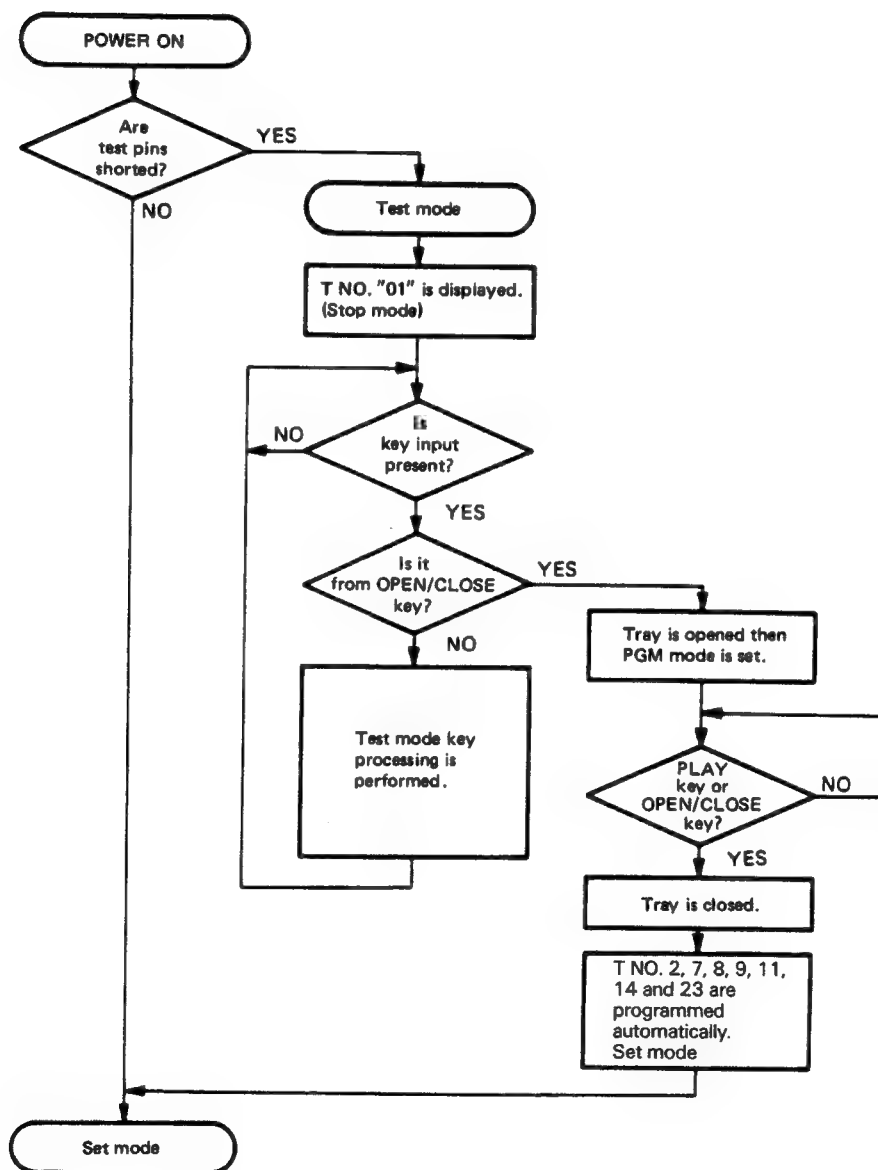 POWER ON
Are
test pins
shorted?
YES
NO
Test mode
T NO. "01" is displayed.
(Stop mode)
Is
key input
present?
NO
YES
Is it
from OPEN/CLOSE
key?
YES
NO
Tray is opened then
PGM mode is set.
Test mode key
processing is
performed.
PLAY
key or
OPEN/CLOSE
key?
NO
YES
Tray is closed.
T NO. 2, 7, 8, 9, 11,
14 and 23 are
programmed
automatically.
Set mode
Set mode